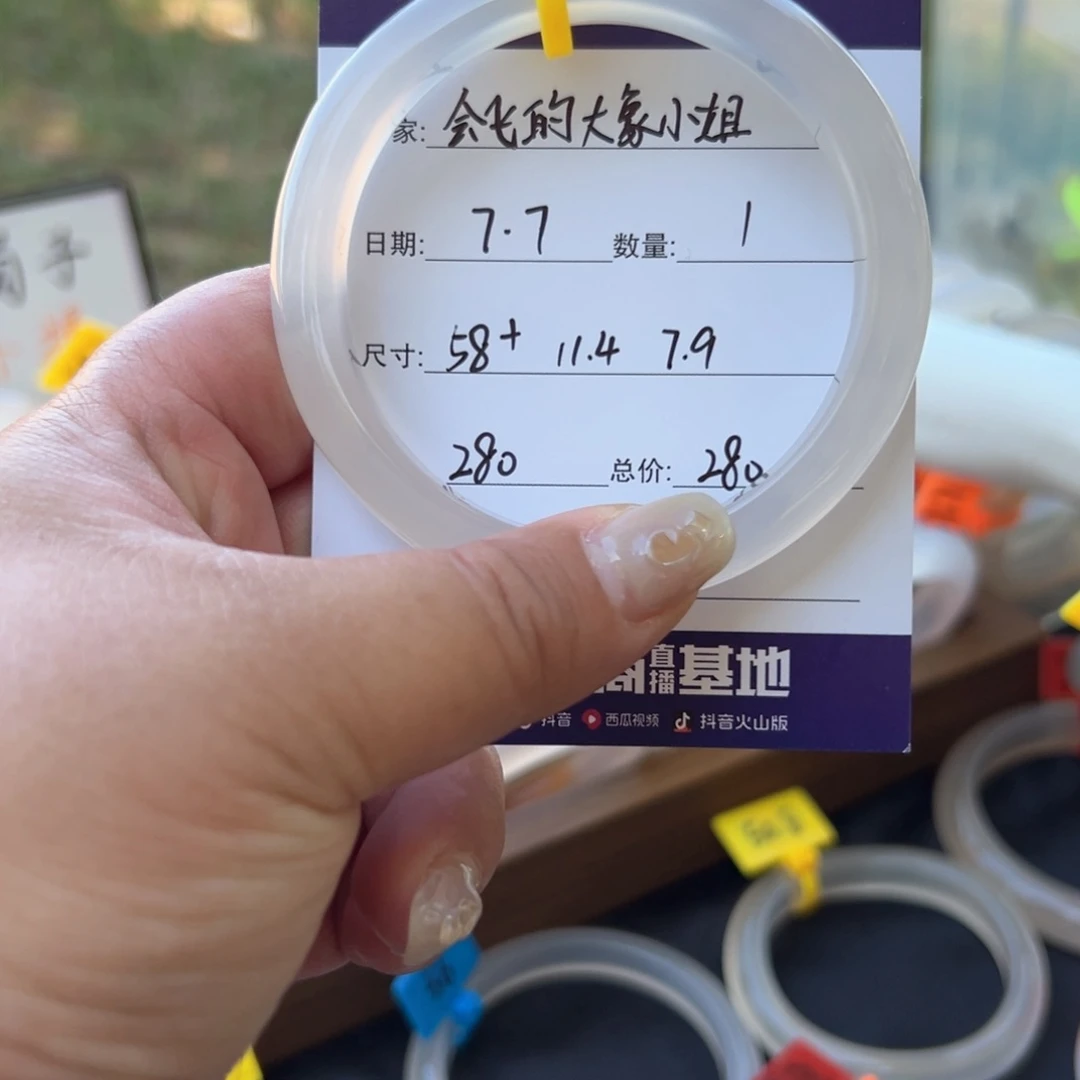 家: 会飞的大象小姐
日期: 7.7 数量: 1
尺寸: 58+ 11.4 7.9
280 总价: 280
直播基地
抖音 西瓜视频 抖音火山版